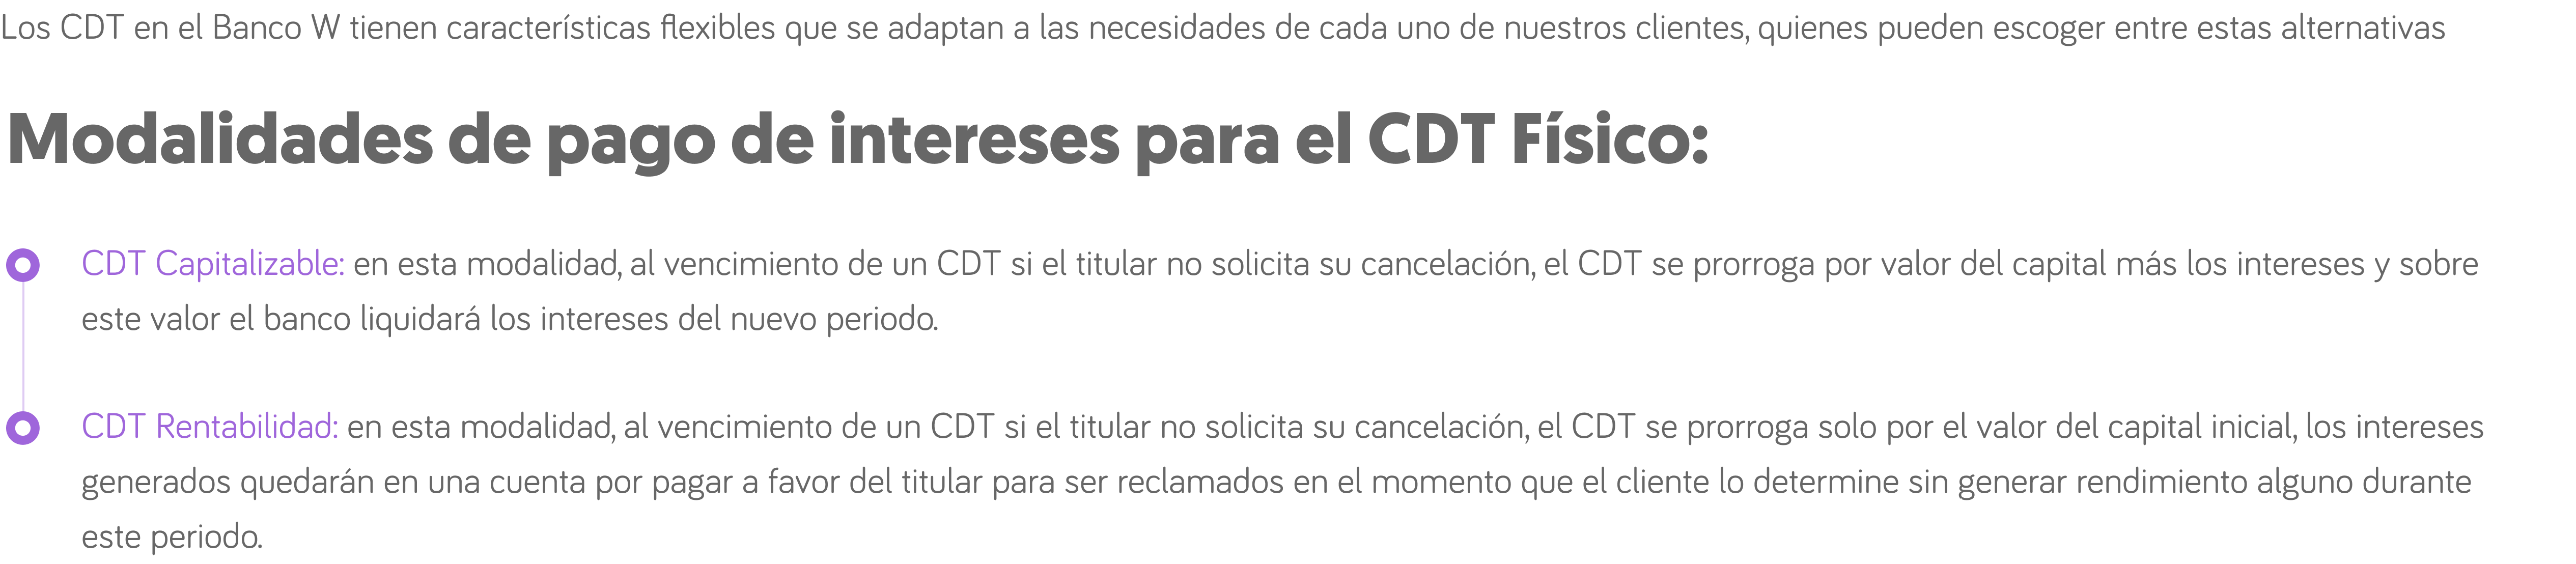 Los CDT en el Banco W tienen características flexibles que se adaptan a las necesidades de cada uno de nuestros clientes, quienes pueden escoger entre estas alternativas
Modalidades de pago de intereses para el CDT Físico:
CDT Capitalizable: en esta modalidad, al vencimiento de un CDT si el titular no solicita su cancelación, el CDT se prorroga por valor del capital más los intereses y sobre
este valor el banco liquidará los intereses del nuevo periodo.
CDT Rentabilidad: en esta modalidad, al vencimiento de un CDT si el titular no solicita su cancelación, el CDT se prorroga solo por el valor del capital inicial, los intereses
generados quedarán en una cuenta por pagar a favor del titular para ser reclamados en el momento que el cliente lo determine sin generar rendimiento alguno durante
este periodo.